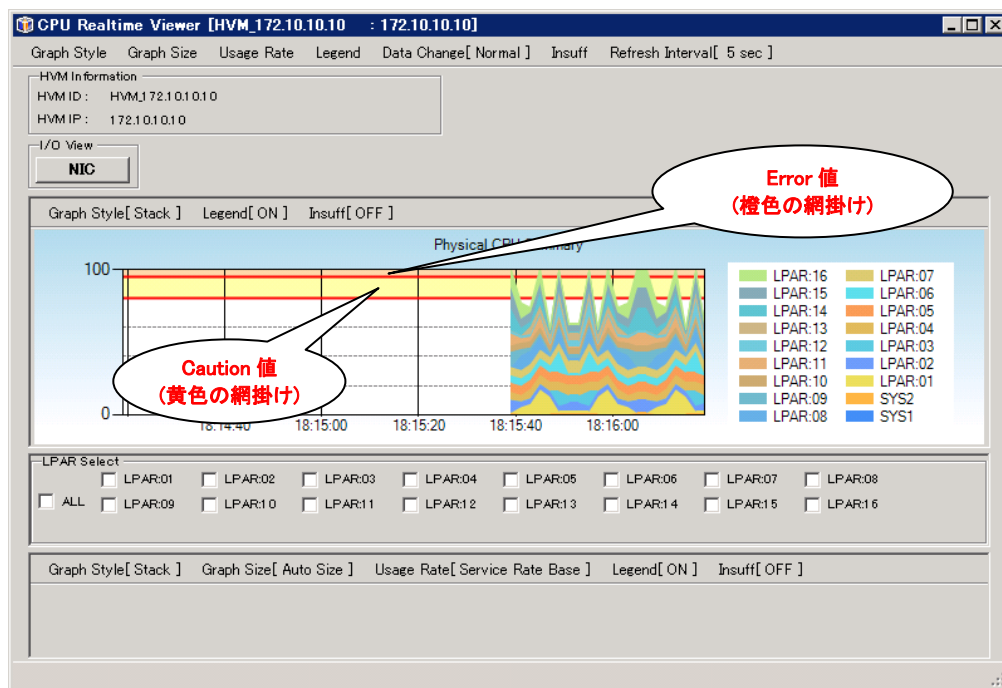 CPU Realtime Viewer [HVM_172.10.10.10 : 172.10.10.10]
Graph Style Graph Size Usage Rate Legend Data Change[ Normal ] Insuff Refresh Interval[ 5 sec ]
HVM Information
HVM ID : HVM_172.10.10.10
HVM IP : 172.10.10.10
I/O View
NIC
Error 値
(橙色の網掛け)
Graph Style[ Stack ] Legend[ ON ] Insuff[ OFF ]
Physical CPU Summary
100
0
Caution 値
(黄色の網掛け)
18:14:40 18:15:00 18:15:20 18:15:40 18:16:00
LPAR:16 LPAR:07
LPAR:15 LPAR:06
LPAR:14 LPAR:05
LPAR:13 LPAR:04
LPAR:12 LPAR:03
LPAR:11 LPAR:02
LPAR:10 LPAR:01
LPAR:09 SYS2
LPAR:08 SYS1
LPAR Select
LPAR:01 LPAR:02 LPAR:03 LPAR:04 LPAR:05 LPAR:06 LPAR:07 LPAR:08
ALL LPAR:09 LPAR:10 LPAR:11 LPAR:12 LPAR:13 LPAR:14 LPAR:15 LPAR:16
Graph Style[ Stack ] Graph Size[ Auto Size ] Usage Rate[ Service Rate Base ] Legend[ ON ] Insuff[ OFF ]